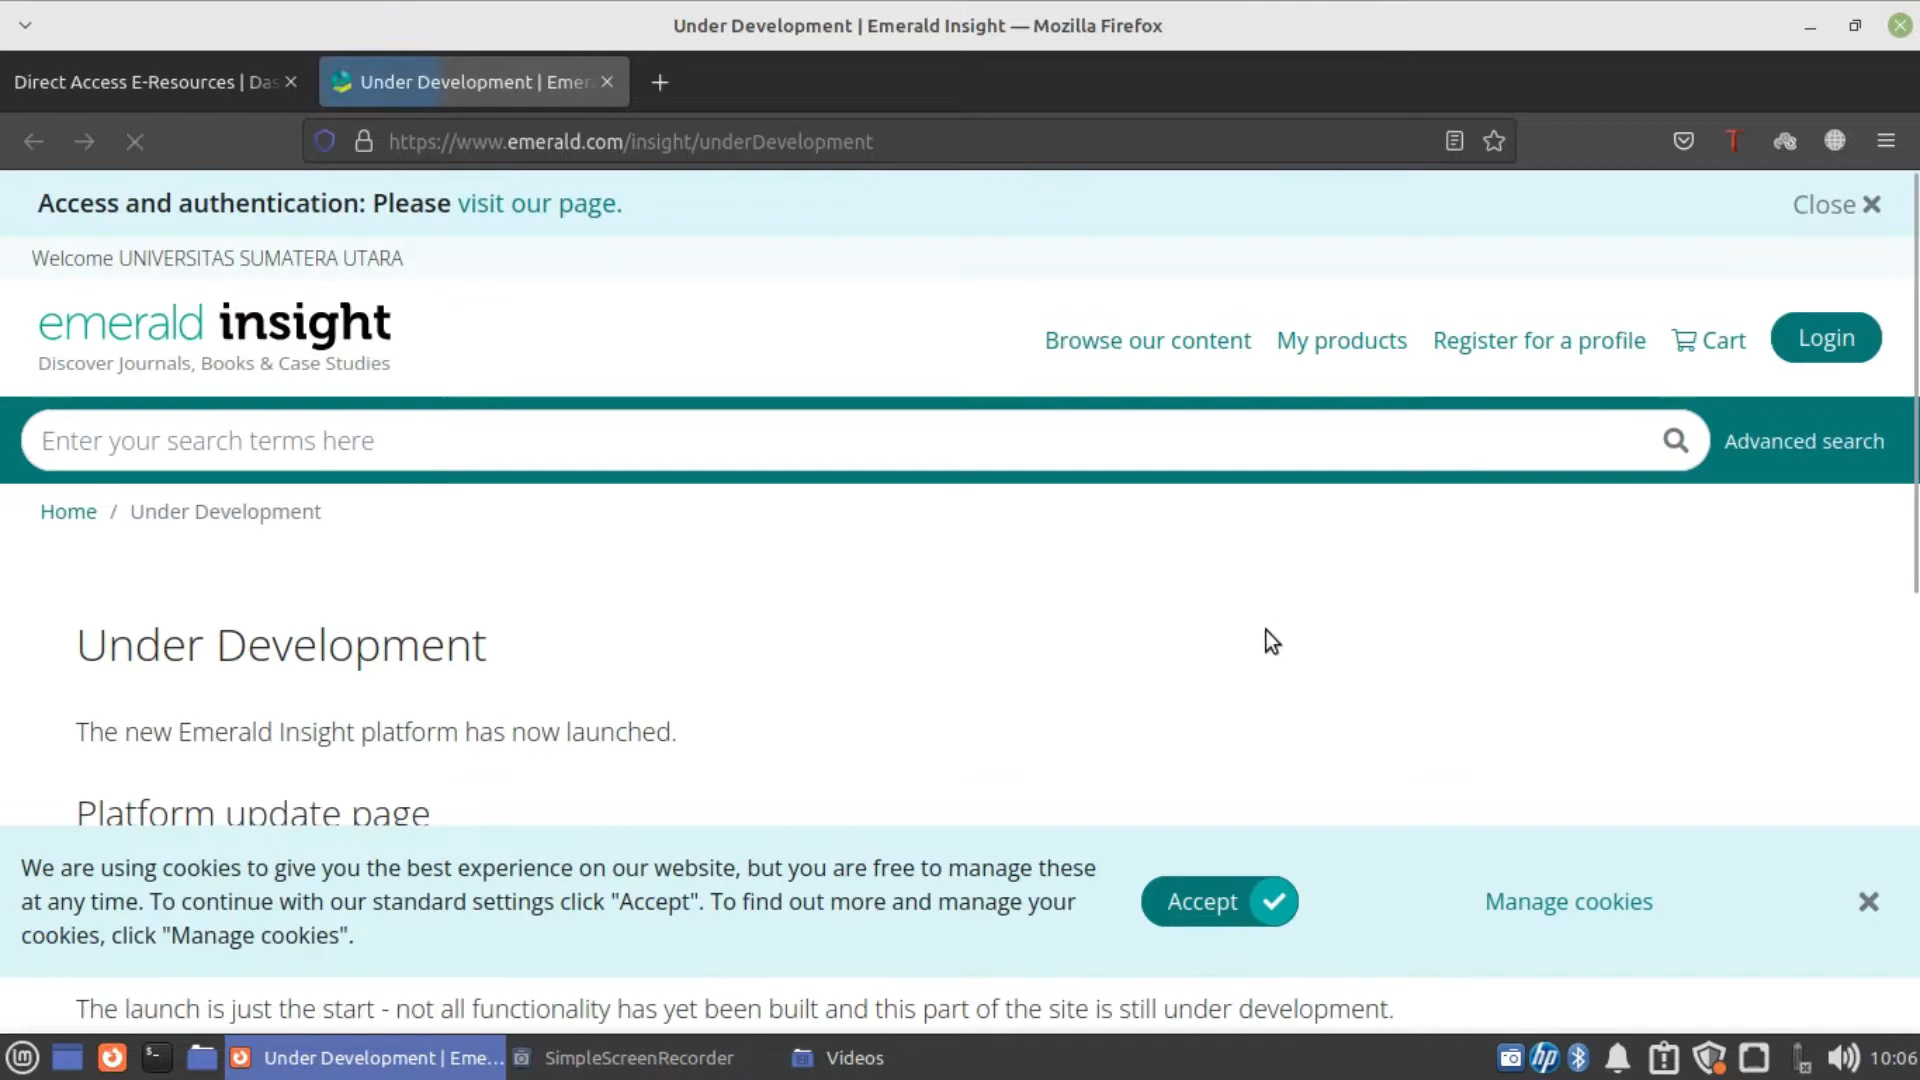 Under Development | Emerald Insight — Mozilla Firefox
Direct Access E-Resources | Das
Under Development | Emer
https://www.emerald.com/insight/underDevelopment
Access and authentication: Please visit our page.
Close
Welcome UNIVERSITAS SUMATERA UTARA
emerald insight
Discover Journals, Books & Case Studies
Browse our content
My products
Register for a profile
Cart
Login
Enter your search terms here
Advanced search
Home / Under Development
Under Development
The new Emerald Insight platform has now launched.
Platform update page
We are using cookies to give you the best experience on our website, but you are free to manage these
at any time. To continue with our standard settings click "Accept". To find out more and manage your
cookies, click "Manage cookies".
Accept
Manage cookies
The launch is just the start - not all functionality has yet been built and this part of the site is still under development.
Under Development | Eme...
SimpleScreenRecorder
Videos
10:06